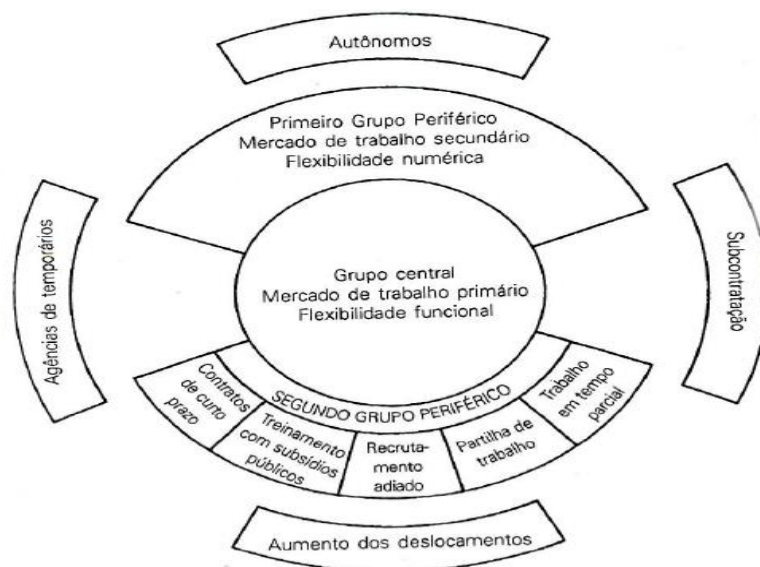 Autônomos
Primeiro Grupo Periférico
Mercado de trabalho secundário
Flexibilidade numérica
Agências de temporários
Subcontratação
Grupo central
Mercado de trabalho primário
Flexibilidade funcional
SEGUNDO GRUPO PERIFÉRICO
Contratos
de curto
prazo
Treinamento
com subsídios
públicos
Recruta-
mento
adiado
Partilha de
trabalho
Trabalho
em tempo
parcial
Aumento dos deslocamentos